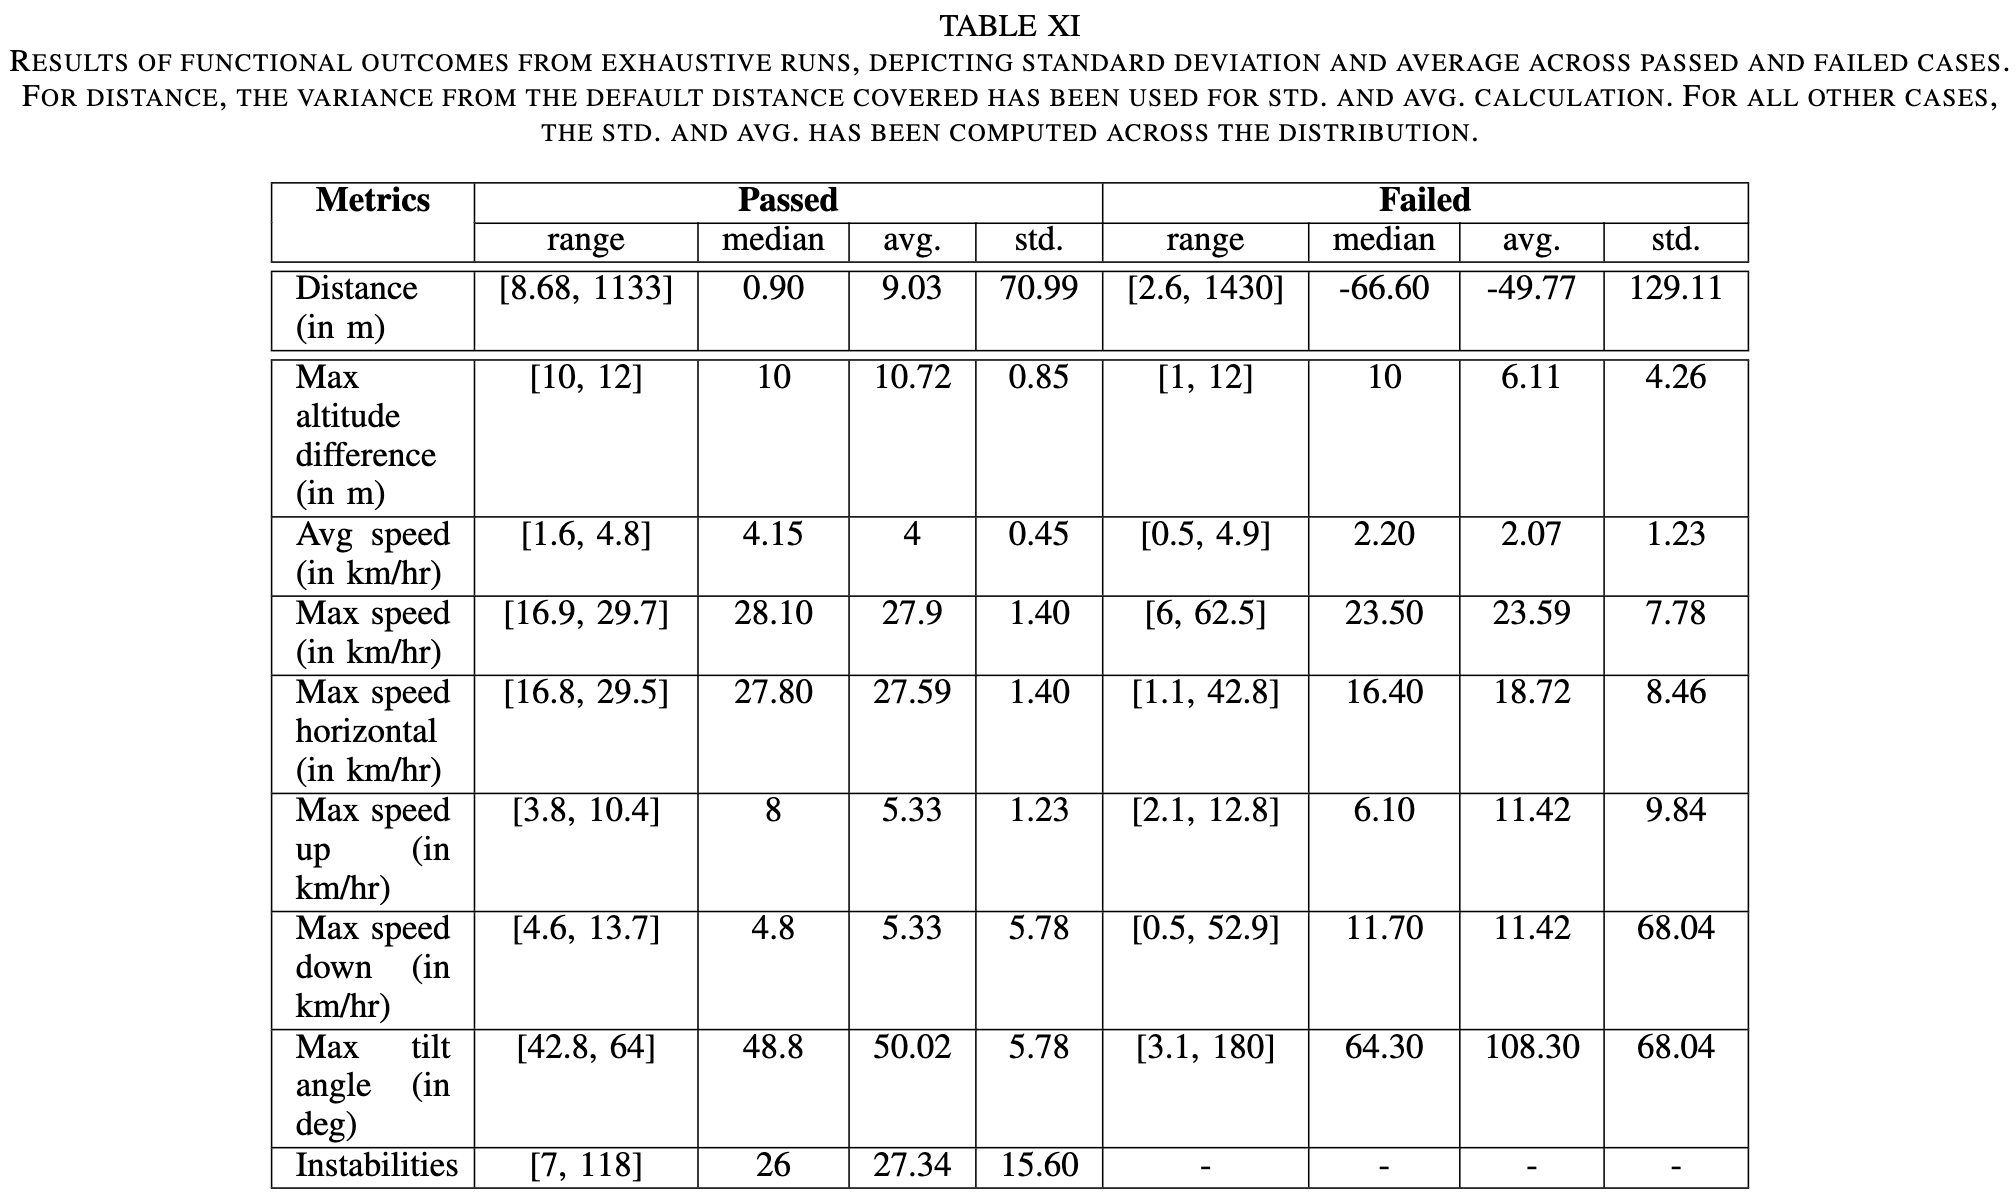 TABLE XI
RESULTS OF FUNCTIONAL OUTCOMES FROM EXHAUSTIVE RUNS, DEPICTING STANDARD DEVIATION AND AVERAGE ACROSS PASSED AND FAILED CASES.
FOR DISTANCE, THE VARIANCE FROM THE DEFAULT DISTANCE COVERED HAS BEEN USED FOR STD. AND AVG. CALCULATION. FOR ALL OTHER CASES,
THE STD. AND AVG. HAS BEEN COMPUTED ACROSS THE DISTRIBUTION.
Metrics Passed Failed
range median avg. std. range median avg. std.
Distance [8.68, 1133] 0.90 9.03 70.99 [2.6, 1430] -66.60 -49.77 129.11
(in m)
Max [10, 12] 10 10.72 0.85 [1, 12] 10 6.11 4.26
altitude
difference
(in m)
Avg speed [1.6, 4.8] 4.15 4 0.45 [0.5, 4.9] 2.20 2.07 1.23
(in km/hr)
Max speed [16.9, 29.7] 28.10 27.9 1.40 [6, 62.5] 23.50 23.59 7.78
(in km/hr)
Max speed [16.8, 29.5] 27.80 27.59 1.40 [1.1, 42.8] 16.40 18.72 8.46
horizontal
(in km/hr)
Max speed [3.8, 10.4] 8 5.33 1.23 [2.1, 12.8] 6.10 11.42 9.84
up (in
km/hr)
Max speed [4.6, 13.7] 4.8 5.33 5.78 [0.5, 52.9] 11.70 11.42 68.04
down (in
km/hr)
Max tilt [42.8, 64] 48.8 50.02 5.78 [3.1, 180] 64.30 108.30 68.04
angle (in
deg)
Instabilities [7, 118] 26 27.34 15.60 - - - -